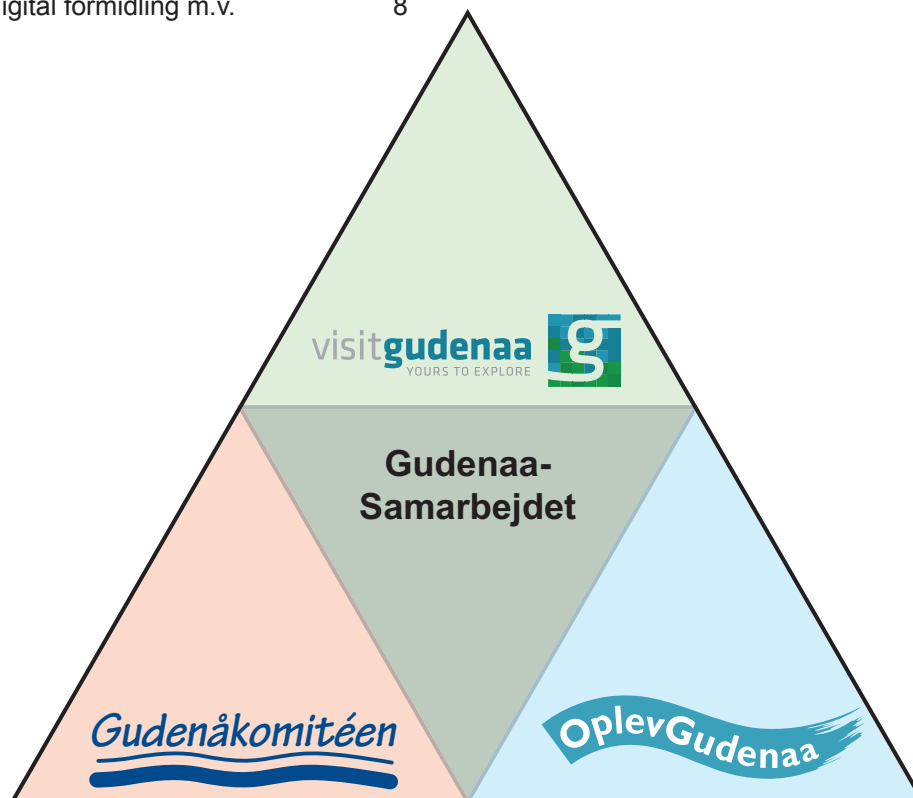 igital formidling m.v. 8
visitgudenaa
YOURS TO EXPLORE
g
Gudenaa-
Samarbejdet
Gudenåkomitéen
OplevGudenaa